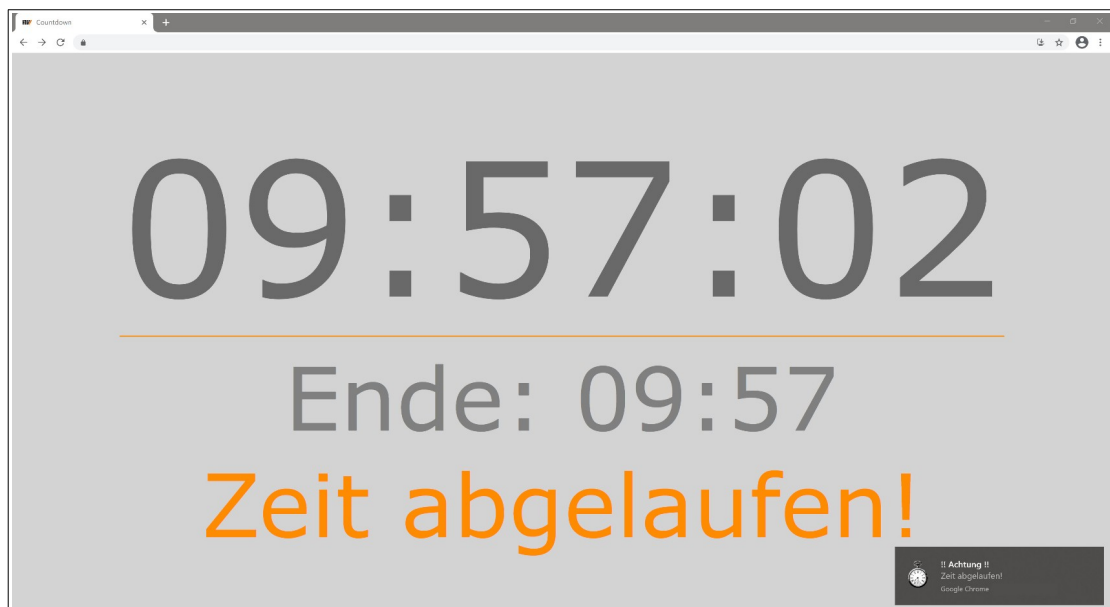 Countdown
09:57:02
Ende: 09:57
Zeit abgelaufen!
!! Achtung !!
Zeit abgelaufen!
Google Chrome